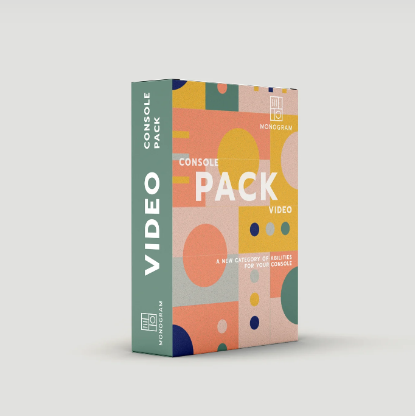 CONSOLE
PACK
VIDEO
MONOGRAM
MONOGRAM
CONSOLE
PACK
VIDEO
A NEW CATEGORY OF ABILITIES
FOR YOUR CONSOLE